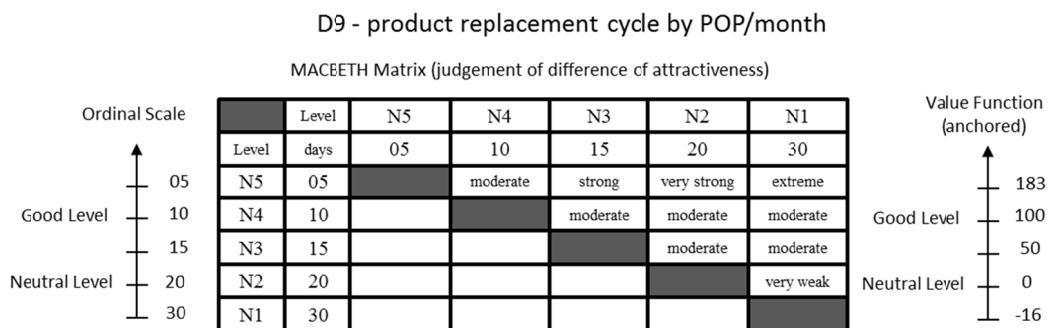 D9 - product replacement cycle by POP/month
MACBETH Matrix (judgement of difference of attractiveness)
Ordinal Scale
Value Function
(anchored)
Level N5 N4 N3 N2 N1
Level days 05 10 15 20 30
05 N5 05 moderate strong very strong extreme 183
Good Level 10 N4 10 moderate moderate moderate Good Level 100
15 N3 15 moderate moderate 50
Neutral Level 20 N2 20 very weak Neutral Level 0
30 N1 30 -16